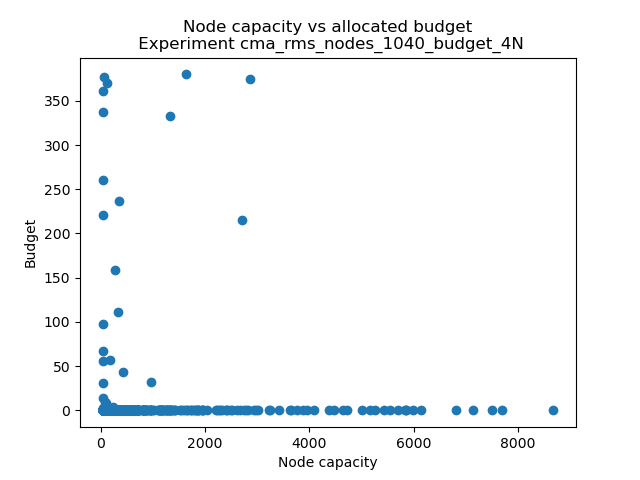 Node capacity vs allocated budget
Experiment cma_rms_nodes_1040_budget_4N
350
300
250
200
150
100
50
0
Budget
0 2000 4000 6000 8000
Node capacity